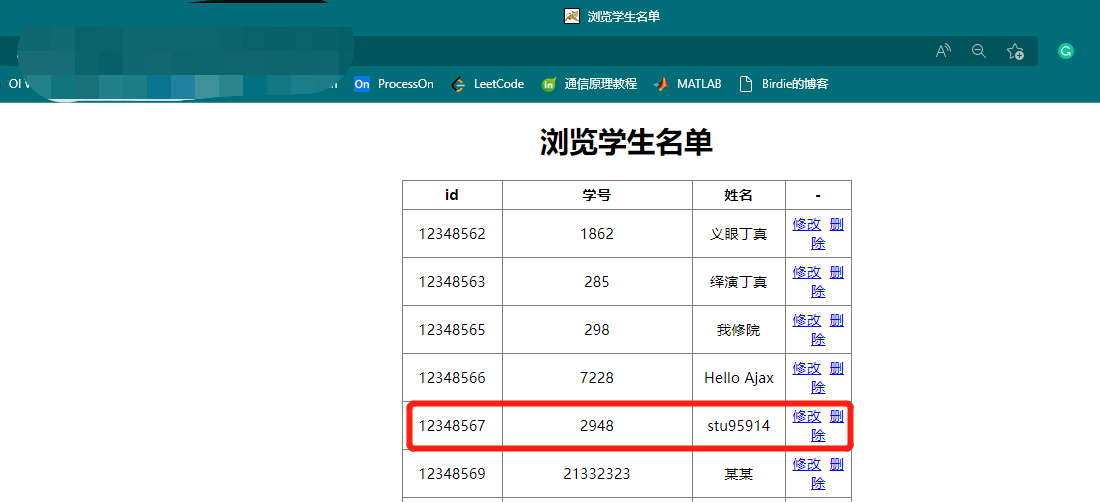 浏览学生名单
ProcessOn LeetCode 通信原理教程 MATLAB Birdie的博客
浏览学生名单
id 学号 姓名 -
12348562 1862 义眼丁真 修改 删
除
12348563 285 绎演丁真 修改 删
除
12348565 298 我修院 修改 删
除
12348566 7228 Hello Ajax 修改 删
除
12348567 2948 stu95914 修改 删
除
12348569 21332323 某某 修改 删
除